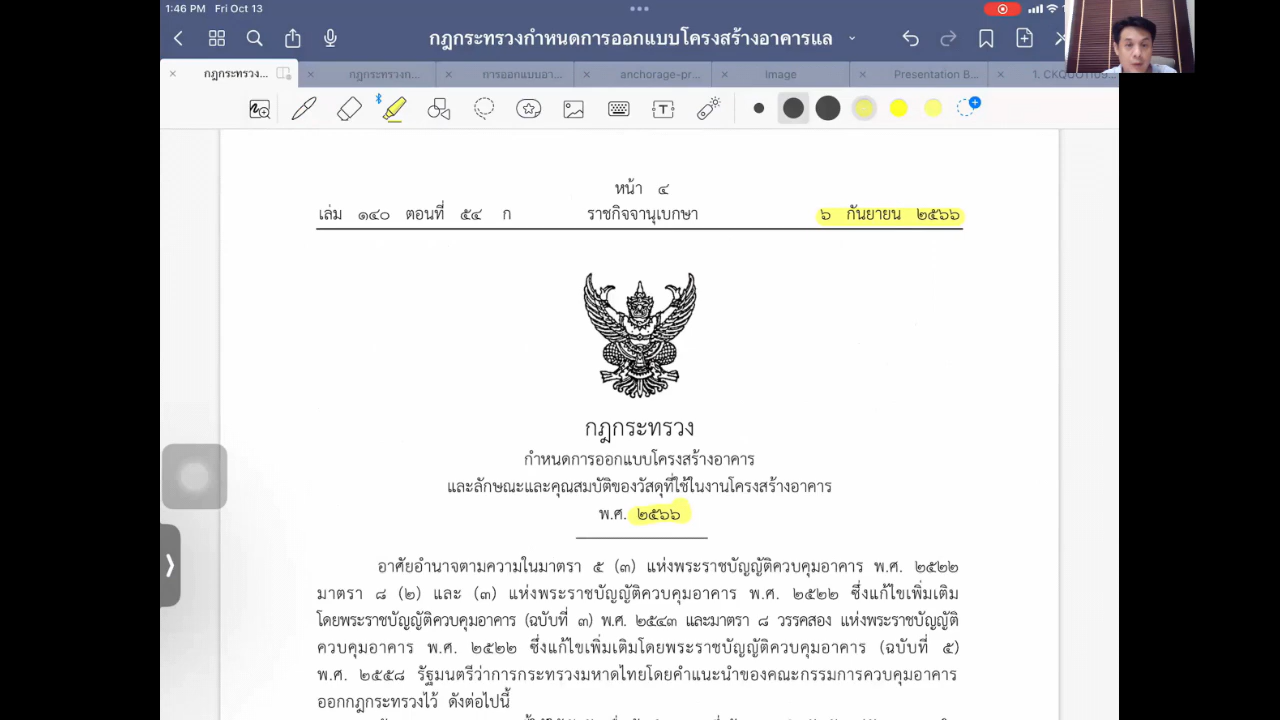 1:46 PM Fri Oct 13
กฎกระทรวงกำหนดการออกแบบโครงสร้างอาคารแล
กฎกระทรวง... กฎกระทรวงก... การออกแบบอา... anchorage-pr... Image Presentation B...
หน้า ๔
เล่ม ๑๔๐ ตอนที่ ๕๔ ก ราชกิจจานุเบกษา ๖ กันยายน ๒๕๖๖
กฎกระทรวง
กำหนดการออกแบบโครงสร้างอาคาร
และลักษณะและคุณสมบัติของวัสดุที่ใช้ในงานโครงสร้างอาคาร
พ.ศ. ๒๕๖๖
อาศัยอำนาจตามความในมาตรา ๕ (๓) แห่งพระราชบัญญัติควบคุมอาคาร พ.ศ. ๒๕๒๒
มาตรา ๘ (๒) และ (๓) แห่งพระราชบัญญัติควบคุมอาคาร พ.ศ. ๒๕๒๒ ซึ่งแก้ไขเพิ่มเติม
โดยพระราชบัญญัติควบคุมอาคาร (ฉบับที่ ๓) พ.ศ. ๒๕๔๓ และมาตรา ๘ วรรคสอง แห่งพระราชบัญญัติ
ควบคุมอาคาร พ.ศ. ๒๕๒๒ ซึ่งแก้ไขเพิ่มเติมโดยพระราชบัญญัติควบคุมอาคาร (ฉบับที่ ๕)
พ.ศ. ๒๕๕๘ รัฐมนตรีว่าการกระทรวงมหาดไทยโดยคำแนะนำของคณะกรรมการควบคุมอาคาร
ออกกฎกระทรวงไว้ ดังต่อไปนี้